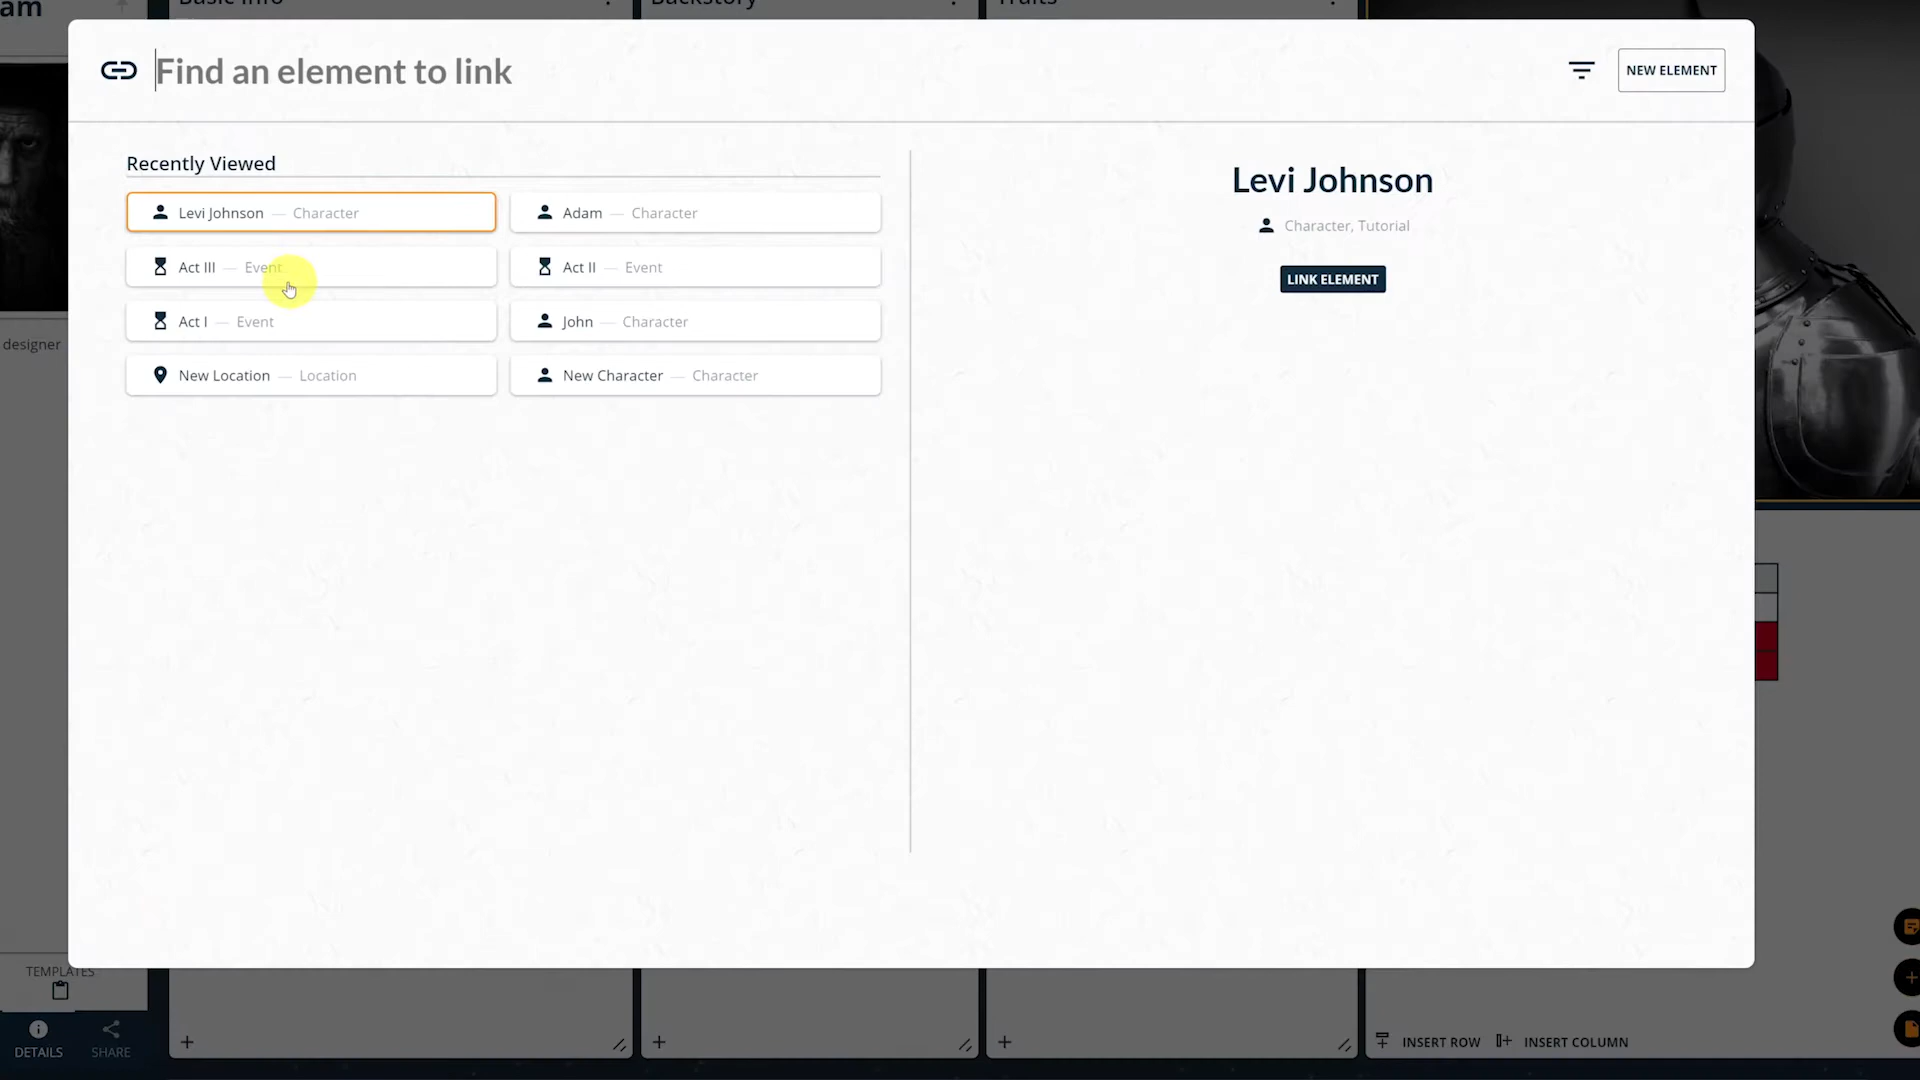 am
Basic Info
Backstory
Traits
Find an element to link
NEW ELEMENT
Recently Viewed
Levi Johnson — Character
Adam — Character
Act III — Event
Act II — Event
Act I — Event
John — Character
New Location — Location
New Character — Character
Levi Johnson
Character, Tutorial
LINK ELEMENT
designer
TEMPLATES
DETAILS
SHARE
INSERT ROW
INSERT COLUMN